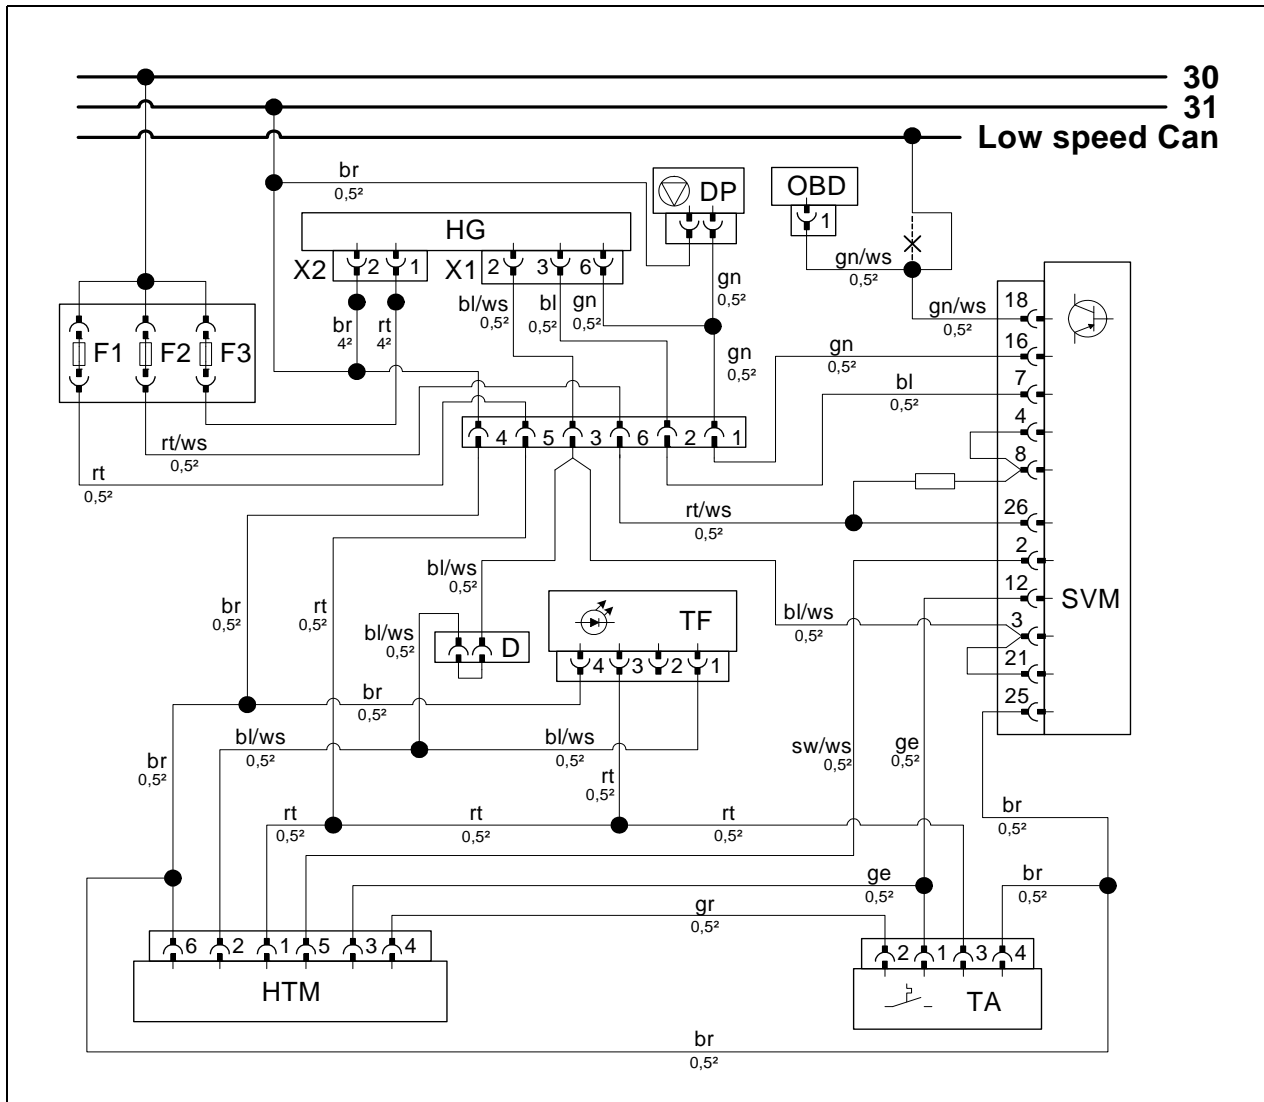 30
31
Low speed Can
br
0,5²
DP
OBD
1
HG
X2
2
1
X1
2
3
6
gn/ws
0,5²
bl/ws
0,5²
bl
0,5²
gn
0,5²
gn
0,5²
br
4²
rt
4²
F1
F2
F3
gn/ws
0,5²
gn
0,5²
gn
0,5²
bl
0,5²
18
16
7
4
8
26
2
12
3
21
25
SVM
rt/ws
0,5²
rt
0,5²
4
5
3
6
2
1
rt/ws
0,5²
bl/ws
0,5²
br
0,5²
rt
0,5²
bl/ws
0,5²
D
TF
4
3
2
1
bl/ws
0,5²
br
0,5²
br
0,5²
bl/ws
0,5²
bl/ws
0,5²
rt
0,5²
sw/ws
0,5²
ge
0,5²
rt
0,5²
rt
0,5²
rt
0,5²
br
0,5²
ge
0,5²
br
0,5²
gr
0,5²
6
2
1
5
3
4
HTM
2
1
3
4
TA
br
0,5²